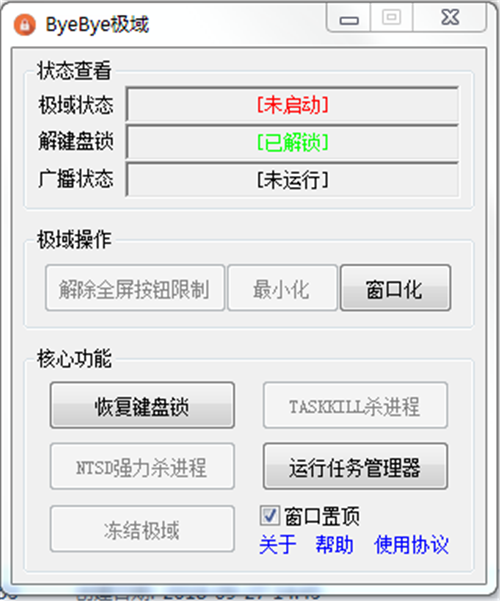 ByeBye极域
状态查看
极域状态 [未启动]
解键盘锁 [已解锁]
广播状态 [未运行]
极域操作
解除全屏按钮限制 最小化 窗口化
核心功能
恢复键盘锁 TASKKILL杀进程
NTSD强力杀进程 运行任务管理器
冻结极域 窗口置顶
关于 帮助 使用协议